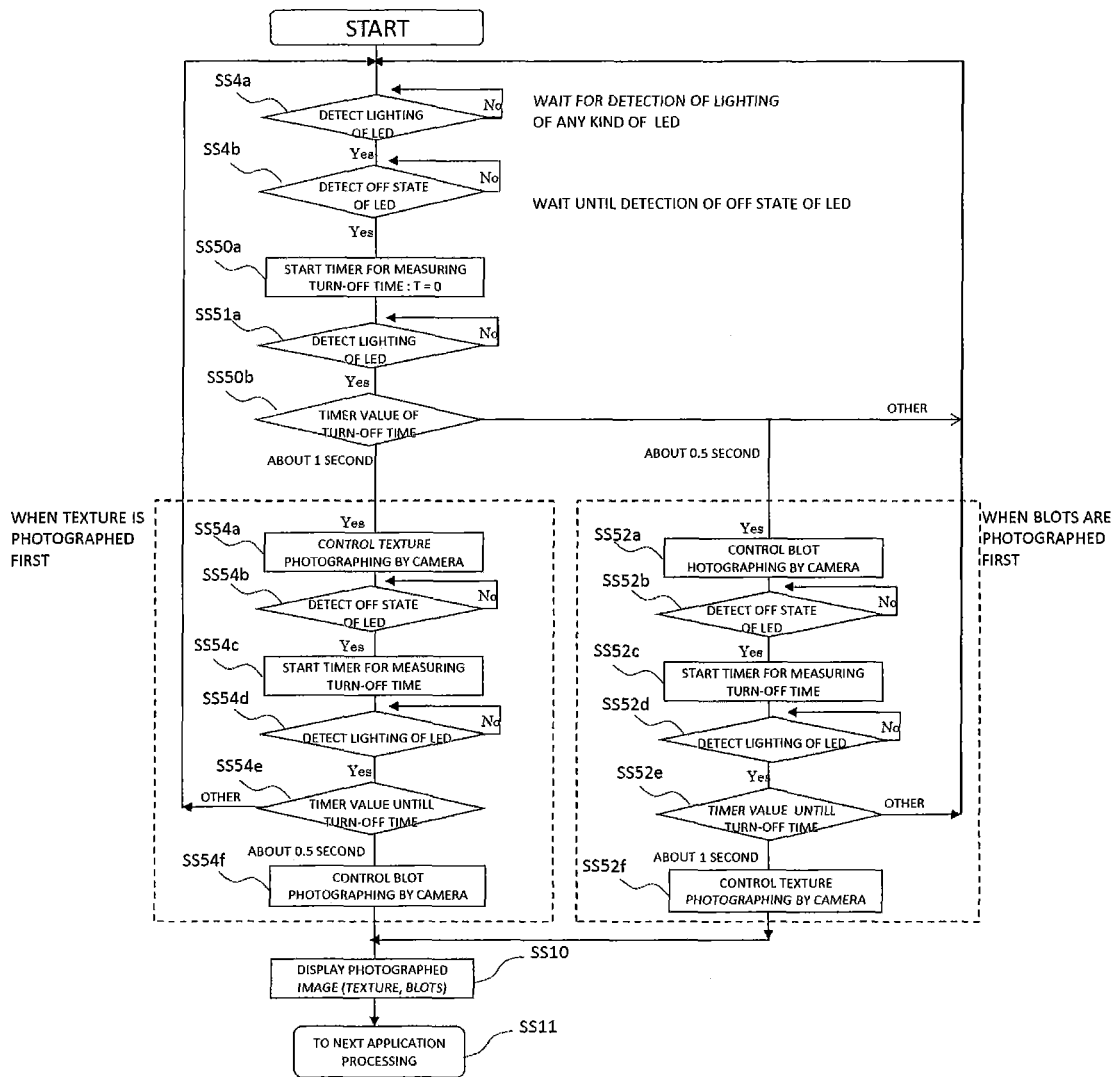 START
SS4a
DETECT LIGHTING
OF LED
No
WAIT FOR DETECTION OF LIGHTING
OF ANY KIND OF LED
Yes
SS4b
DETECT OFF STATE
OF LED
No
WAIT UNTIL DETECTION OF OFF STATE OF LED
Yes
SS50a
START TIMER FOR MEASURING
TURN-OFF TIME : T = 0
SS51a
DETECT LIGHTING
OF LED
No
Yes
SS50b
TIMER VALUE OF
TURN-OFF TIME
OTHER
ABOUT 1 SECOND
ABOUT 0.5 SECOND
WHEN TEXTURE IS
PHOTOGRAPHED
FIRST
Yes
SS54a
CONTROL TEXTURE
PHOTOGRAPHING BY CAMERA
SS54b
No
DETECT OFF STATE
OF LED
Yes
SS54c
START TIMER FOR MEASURING
TURN-OFF TIME
SS54d
No
DETECT LIGHTING OF LED
Yes
SS54e
OTHER
TIMER VALUE UNTILL
TURN-OFF TIME
ABOUT 0.5 SECOND
SS54f
CONTROL BLOT
PHOTOGRAPHING BY CAMERA
WHEN BLOTS ARE
PHOTOGRAPHED
FIRST
Yes
SS52a
CONTROL BLOT
HOTOGRAPHING BY CAMERA
SS52b
No
DETECT OFF STATE
OF LED
Yes
SS52c
START TIMER FOR MEASURING
TURN-OFF TIME
SS52d
No
DETECT LIGHTING OF LED
Yes
SS52e
OTHER
TIMER VALUE UNTILL
TURN-OFF TIME
ABOUT 1 SECOND
SS52f
CONTROL TEXTURE
PHOTOGRAPHING BY CAMERA
SS10
DISPLAY PHOTOGRAPHED
IMAGE (TEXTURE, BLOTS)
SS11
TO NEXT APPLICATION
PROCESSING